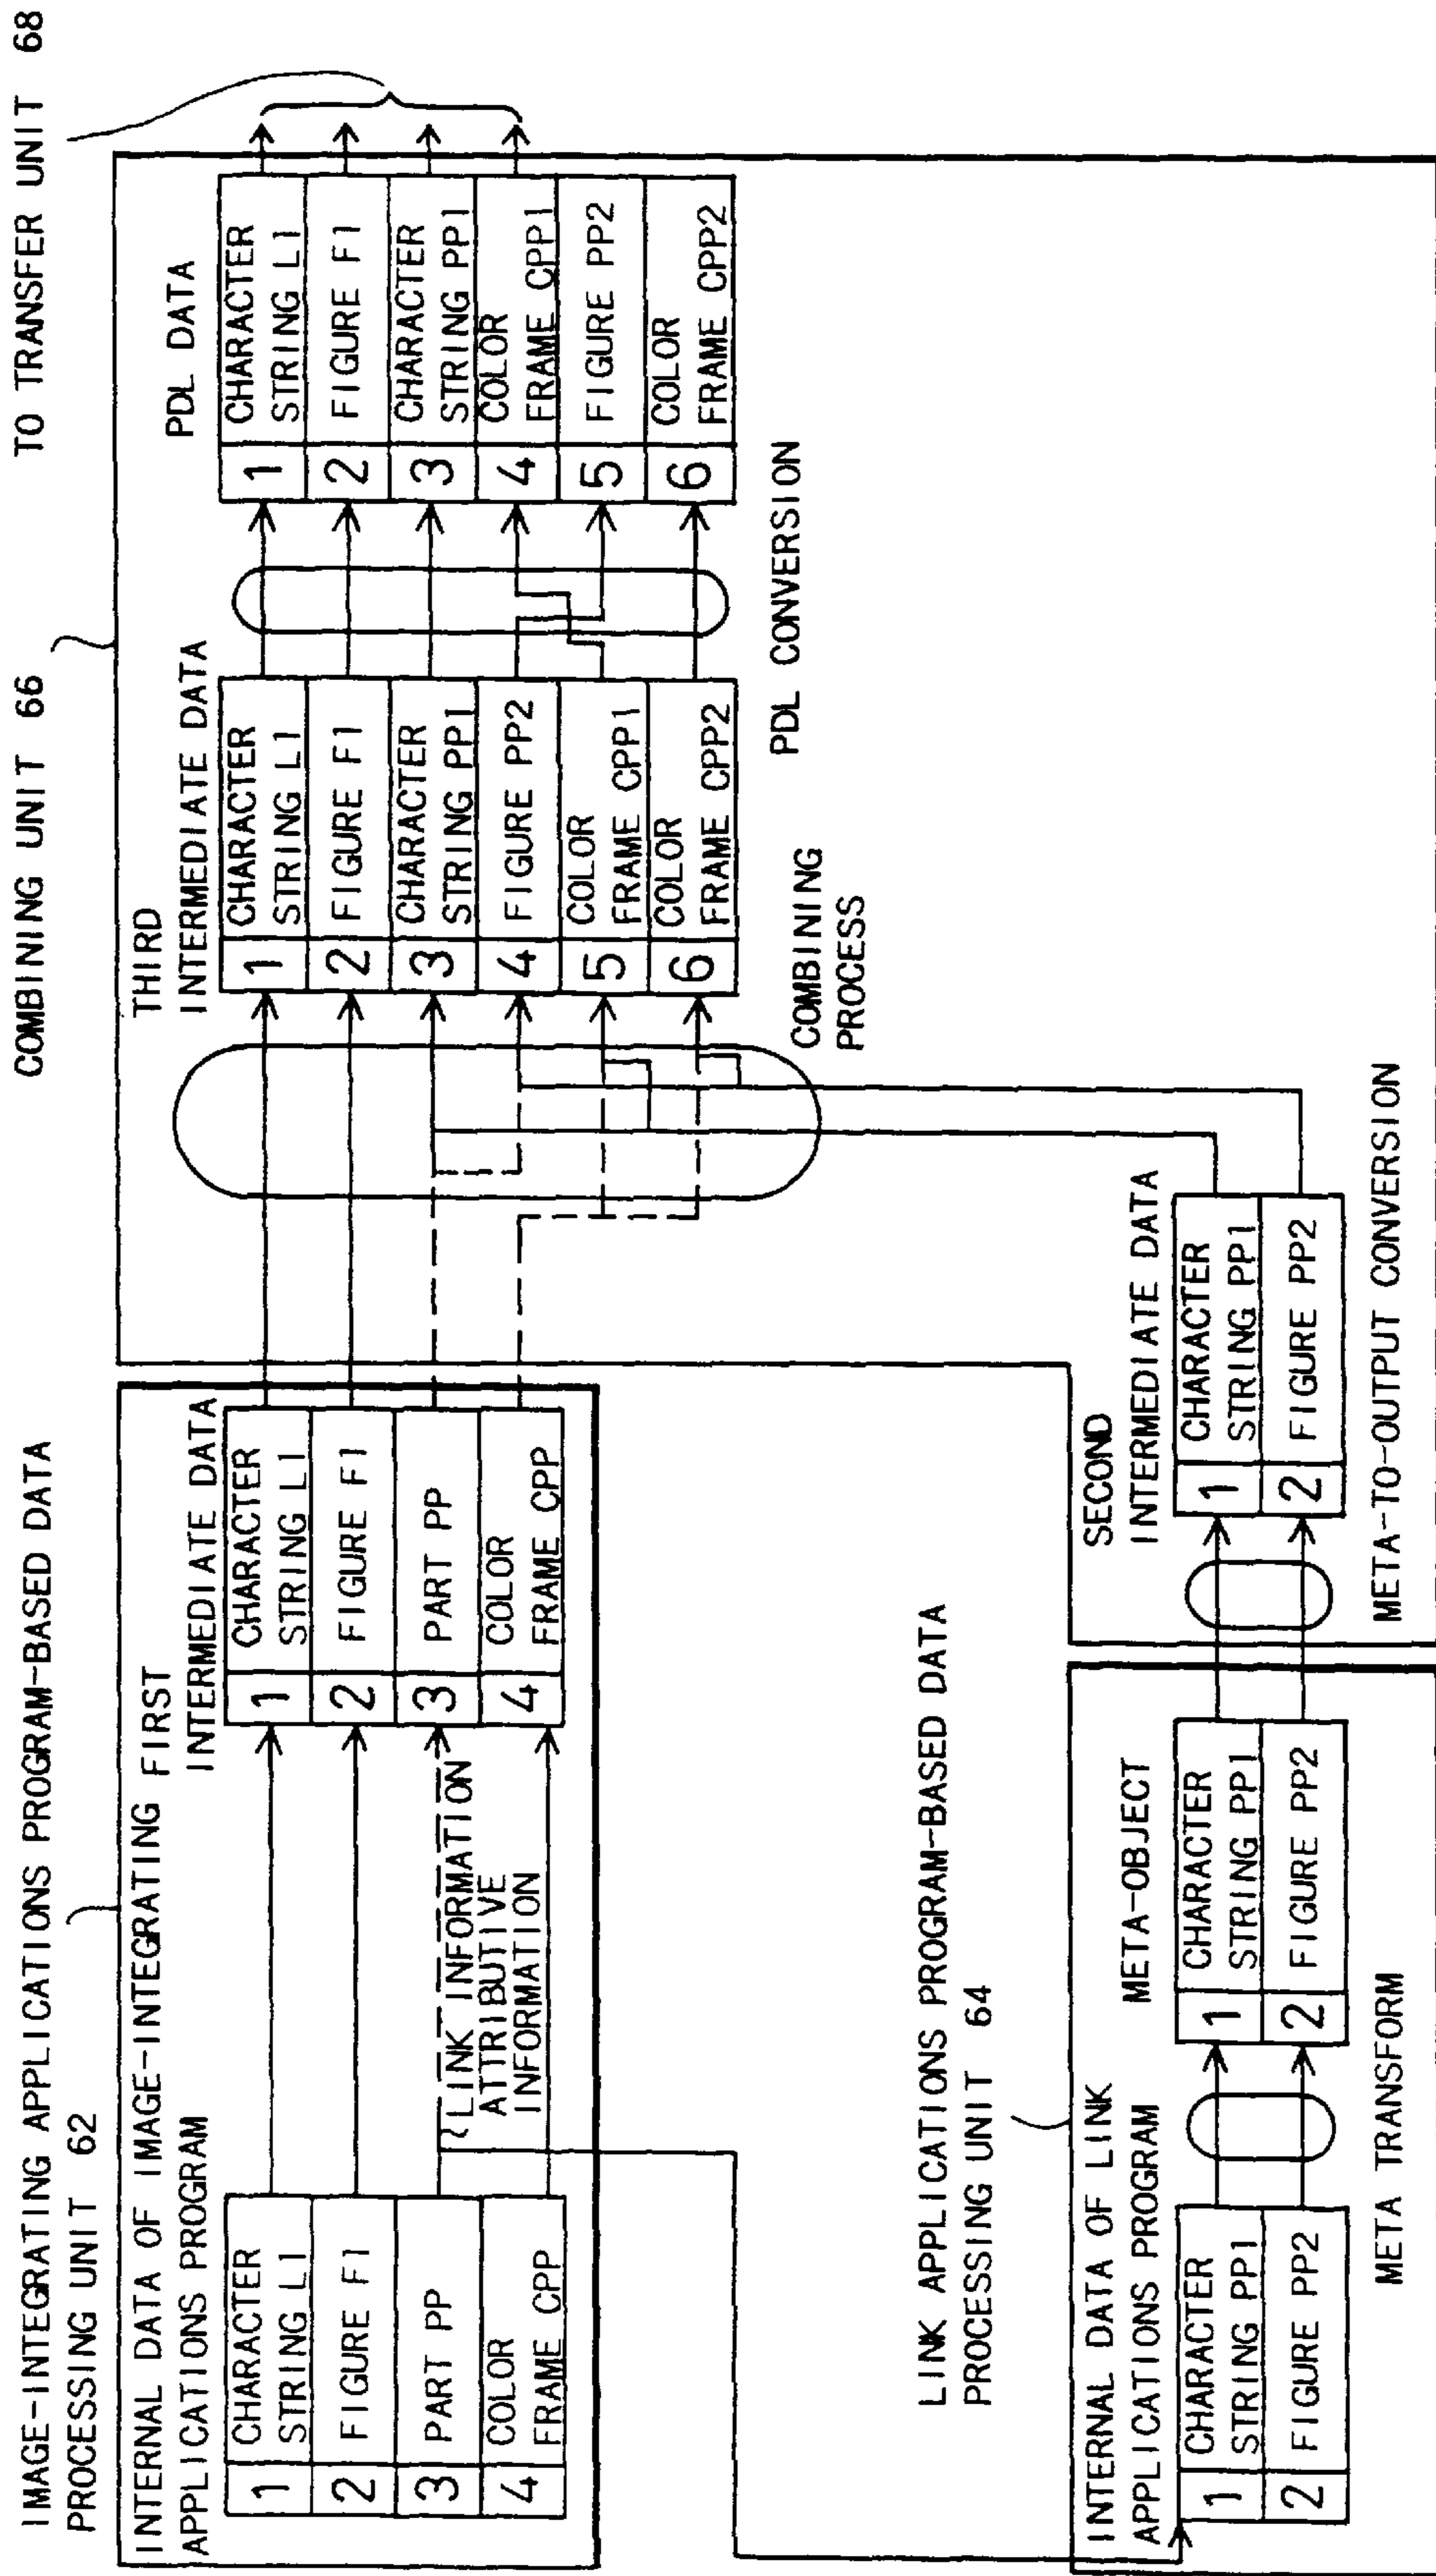 IMAGE-INTEGRATING APPLICATIONS PROGRAM-BASED DATA
PROCESSING UNIT 62
COMBINING UNIT 66
TO TRANSFER UNIT 68
INTERNAL DATA OF IMAGE-INTEGRATING
APPLICATIONS PROGRAM
1 CHARACTER
STRING L1
2 FIGURE F1
3 PART PP
4 COLOR
FRAME CPP
LINK INFORMATION
ATTRIBUTIVE
INFORMATION
FIRST
INTERMEDIATE DATA
1 CHARACTER
STRING L1
2 FIGURE F1
3 PART PP
4 COLOR
FRAME CPP
THIRD
INTERMEDIATE DATA
1 CHARACTER
STRING L1
2 FIGURE F1
3 CHARACTER
STRING PP1
4 FIGURE PP2
5 COLOR
FRAME CPP1
6 COLOR
FRAME CPP2
COMBINING
PROCESS
PDL DATA
1 CHARACTER
STRING L1
2 FIGURE F1
3 CHARACTER
STRING PP1
4 COLOR
FRAME CPP1
5 FIGURE PP2
6 COLOR
FRAME CPP2
PDL CONVERSION
LINK APPLICATIONS PROGRAM-BASED DATA
PROCESSING UNIT 64
INTERNAL DATA OF LINK
APPLICATIONS PROGRAM
1 CHARACTER
STRING PP1
2 FIGURE PP2
META TRANSFORM
META-OBJECT
1 CHARACTER
STRING PP1
2 FIGURE PP2
SECOND
INTERMEDIATE DATA
1 CHARACTER
STRING PP1
2 FIGURE PP2
META-TO-OUTPUT CONVERSION